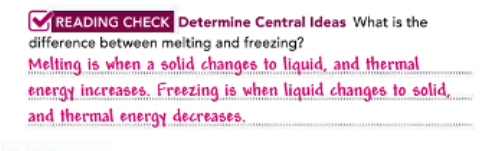 READING CHECK Determine Central Ideas What is the
difference between melting and freezing?
Melting is when a solid changes to liquid, and thermal
energy increases. Freezing is when liquid changes to solid,
and thermal energy decreases.